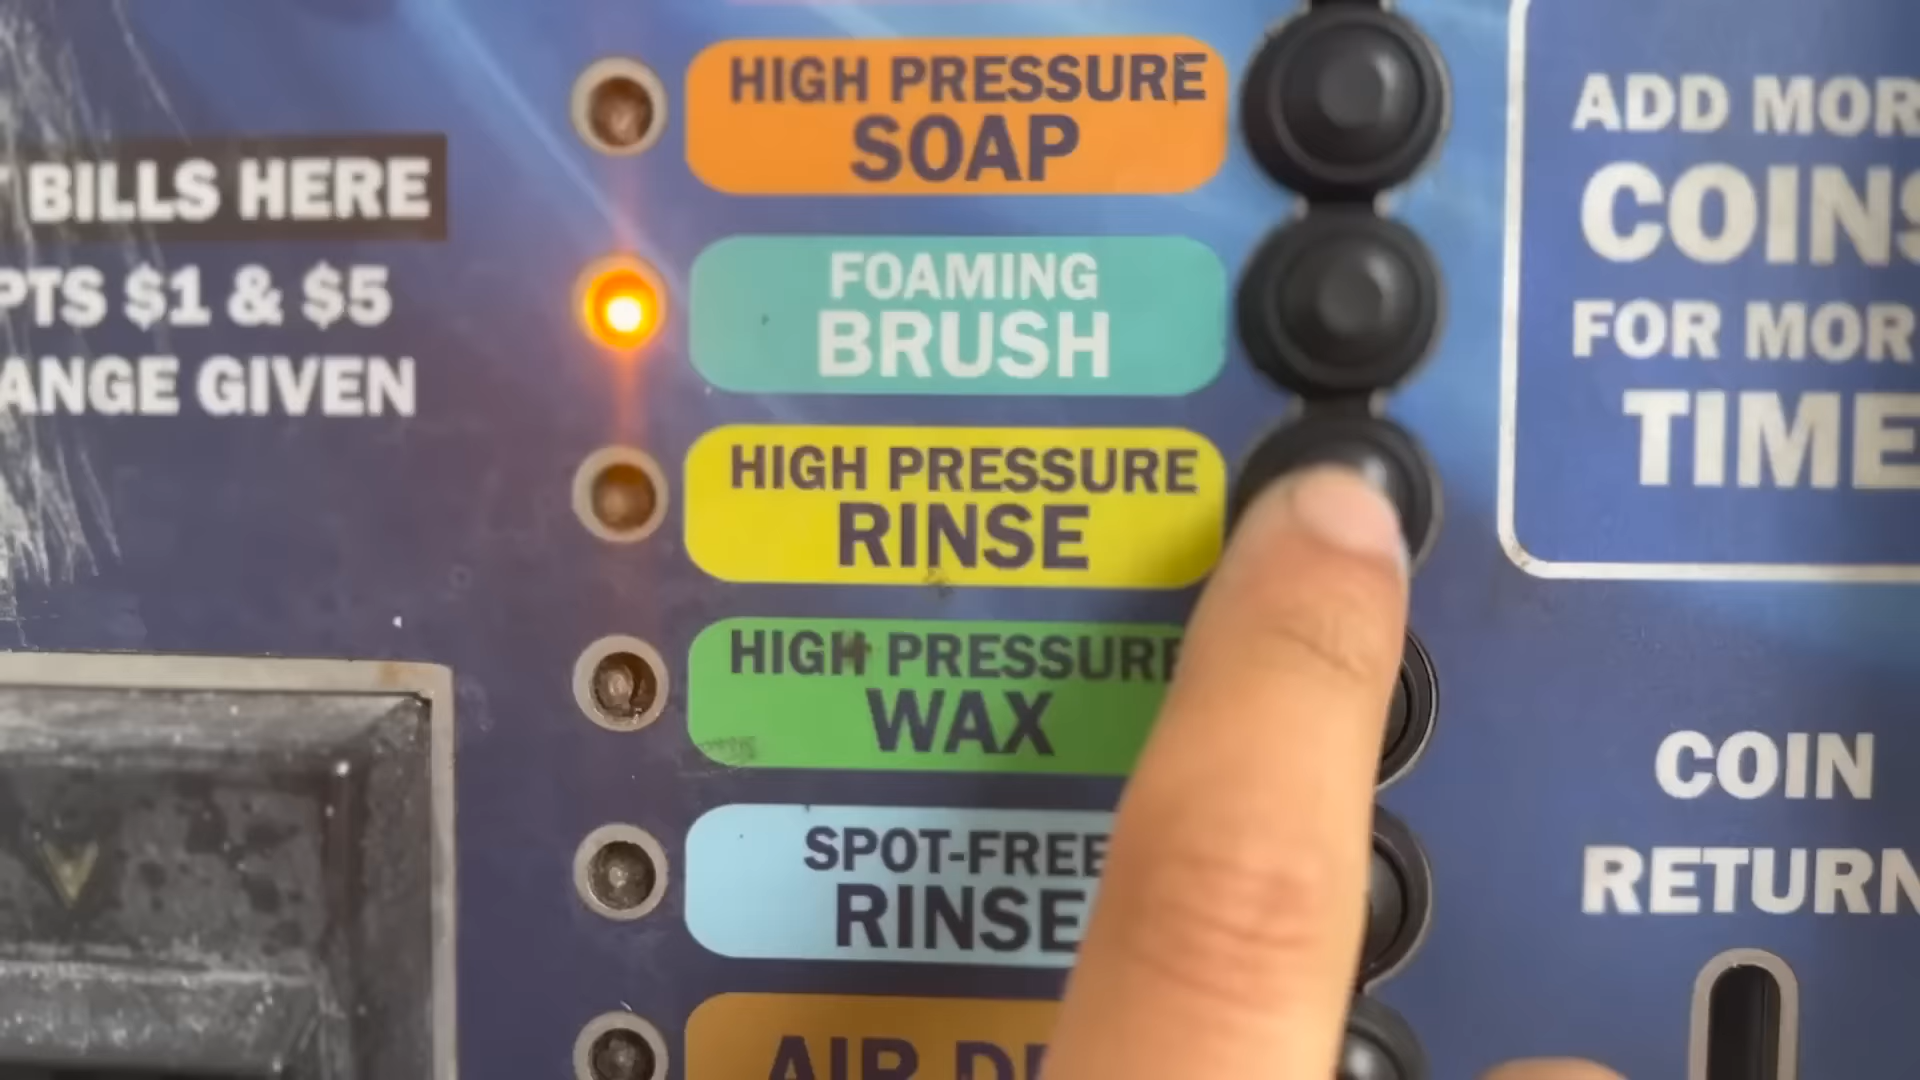 HIGH PRESSURE
SOAP
BILLS HERE
FOAMING
BRUSH
PTS $1 & $5
ANGE GIVEN
HIGH PRESSURE
RINSE
HIGH PRESSURE
WAX
SPOT-FREE
RINSE
AIR
ADD MOR
COINS
FOR MOR
TIME
COIN
RETURN